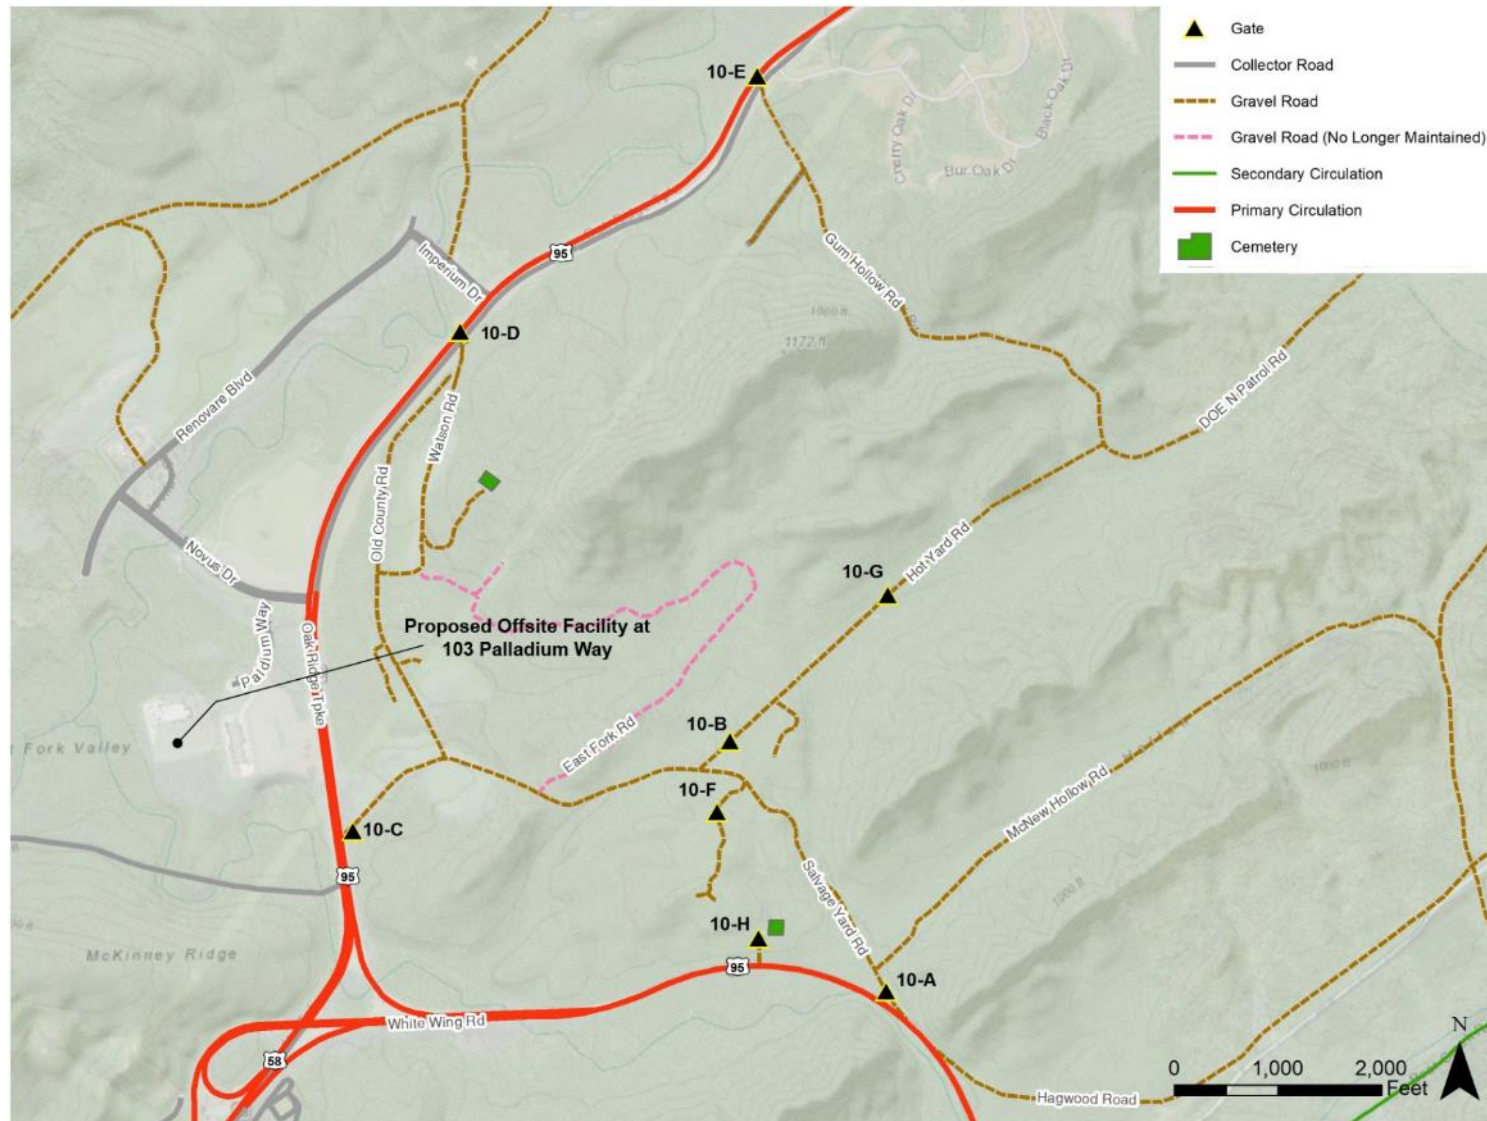 Gate
Collector Road
Gravel Road
Gravel Road (No Longer Maintained)
Secondary Circulation
Primary Circulation
Cemetery
10-E
Cherry Oak Dr
Black Oak Dr
Bur Oak Dr
Gum Hollow Rd
95
Imperium Dr
10-D
1000 ft
1172 ft
Renovare Blvd
Watson Rd
DOE N Patrol Rd
Old County Rd
Novus Dr
10-G
Hot Yard Rd
Paldium Way
Oak Ridge Tpke
Proposed Offsite Facility at
103 Palladium Way
t Fork Valley
10-B
East Fork Rd
10-F
McNew Hollow Rd
1000 ft
10-C
95
1000 ft
Salvage Yard Rd
McKinney Ridge
10-H
95
10-A
White Wing Rd
58
Hagwood Road
N
0 1,000 2,000
Feet